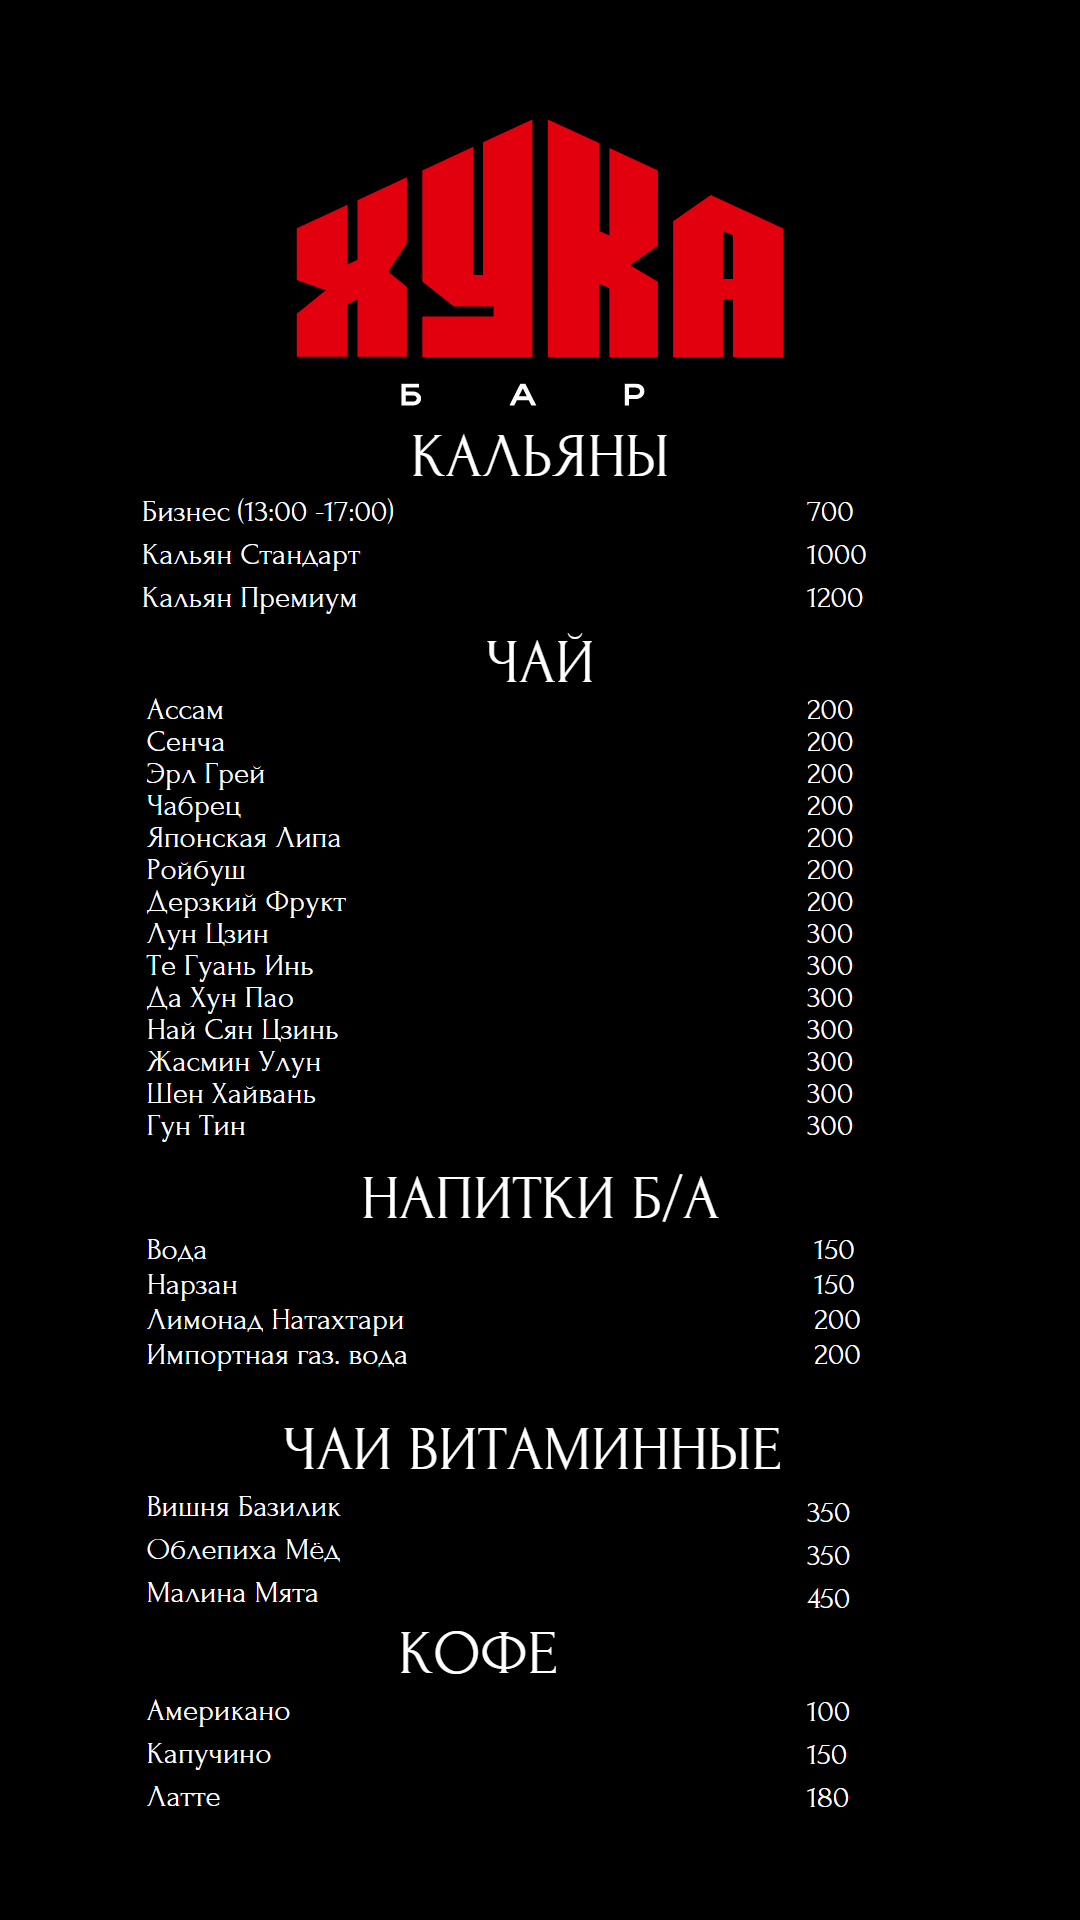 ХУКА
БАР
КАЛЬЯНЫ
Бизнес (13:00 -17:00) 700
Кальян Стандарт 1000
Кальян Премиум 1200
ЧАЙ
Ассам 200
Сенча 200
Эрл Грей 200
Чабрец 200
Японская Липа 200
Ройбуш 200
Дерзкий Фрукт 200
Лун Цзин 300
Те Гуань Инь 300
Да Хун Пао 300
Най Сян Цзинь 300
Жасмин Улун 300
Шен Хайвань 300
Гун Тин 300
НАПИТКИ Б/А
Вода 150
Нарзан 150
Лимонад Натахтари 200
Импортная газ. вода 200
ЧАИ ВИТАМИННЫЕ
Вишня Базилик 350
Облепиха Мёд 350
Малина Мята 450
КОФЕ
Американо 100
Капучино 150
Латте 180